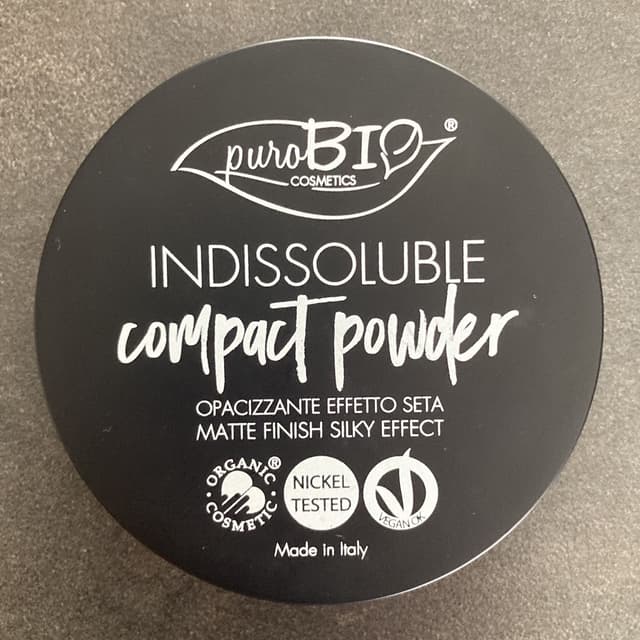 puroBIO®
COSMETICS
INDISSOLUBLE
compact powder
OPACIZZANTE EFFETTO SETA
MATTE FINISH SILKY EFFECT
ORGANIC®
COSMETIC
NICKEL
TESTED
VEGAN OK
Made in Italy